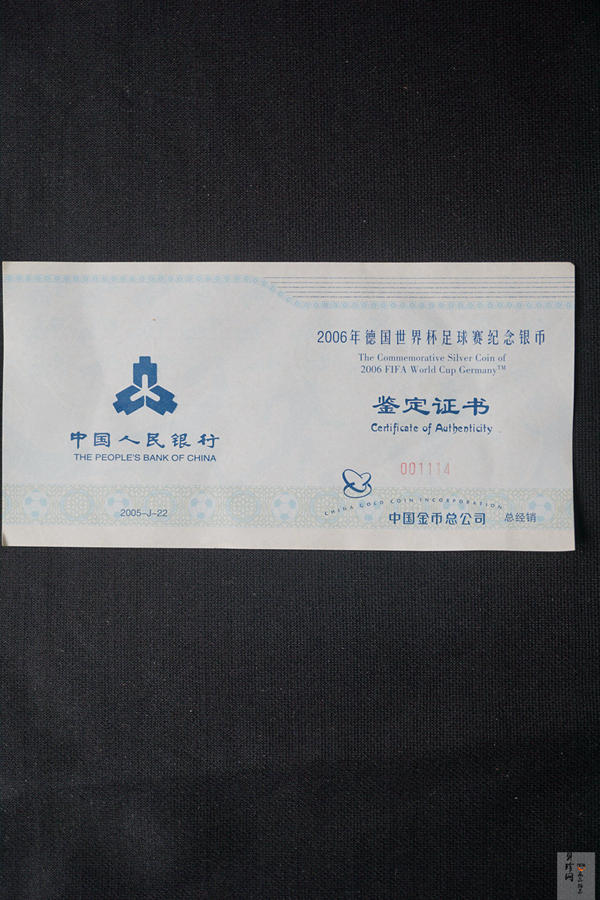 中国人民银行
THE PEOPLE'S BANK OF CHINA
2005-J-22
2006年德国世界杯足球赛纪念银币
The Commemorative Silver Coin of
2006 FIFA World Cup Germany™
鉴定证书
Certificate of Authenticity
001114
CHINA GOLD COIN INCORPORATION
中国金币总公司 总经销